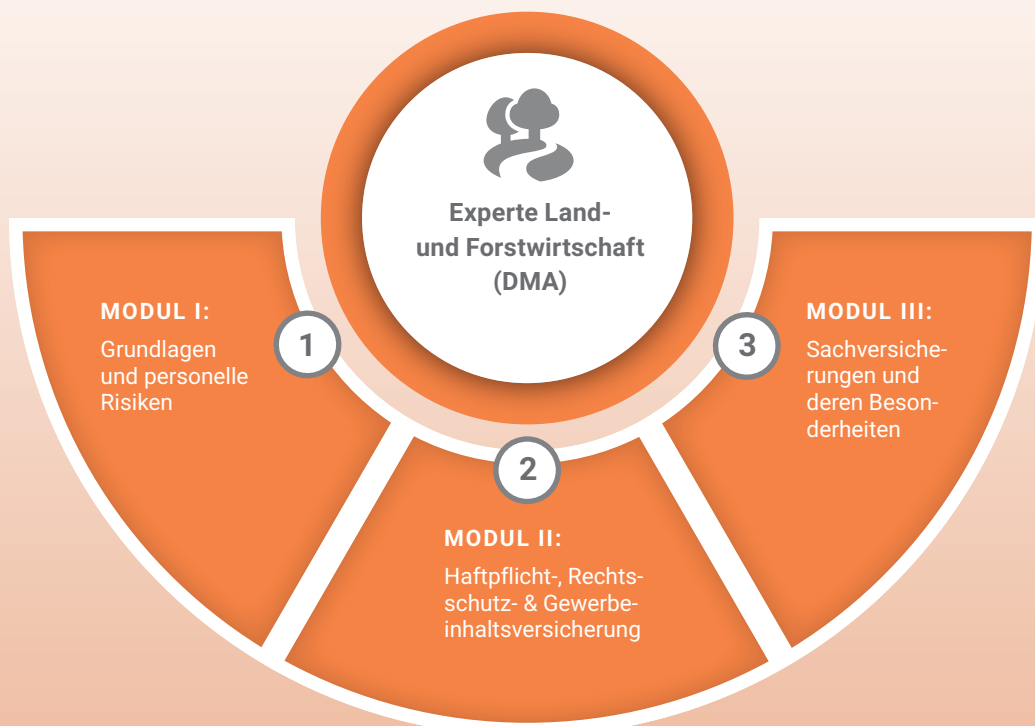 Experte Land-
und Forstwirtschaft
(DMA)
MODUL I:
Grundlagen
und personelle
Risiken
1
2
MODUL II:
Haftpflicht-, Rechts-
schutz- & Gewerbe-
inhaltsversicherung
3
MODUL III:
Sachversiche-
rungen und
deren Beson-
derheiten